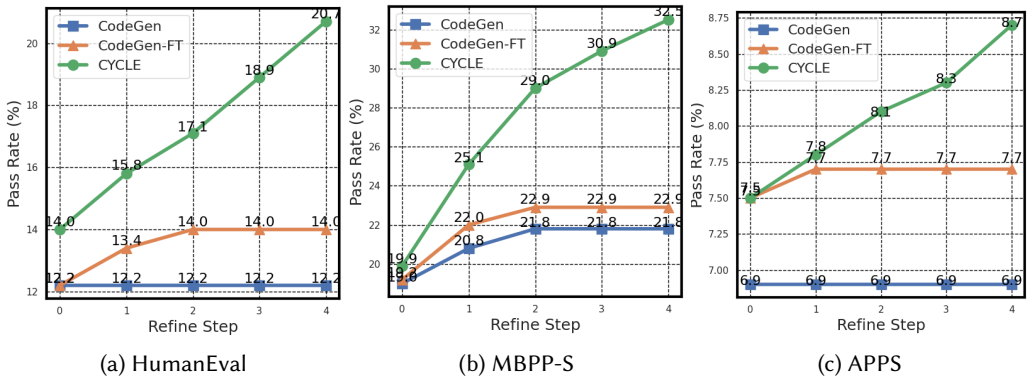 CodeGen
CodeGen-FT
CYCLE
Pass Rate (%)
20
18
16
14
12
20.7
18.9
17.1
15.8
14.0
13.4
14.0
14.0
14.0
12.2
12.2
12.2
12.2
12.2
0 1 2 3 4
Refine Step
(a) HumanEval
CodeGen
CodeGen-FT
CYCLE
Pass Rate (%)
32
30
28
26
24
22
20
32.5
30.9
29.0
25.1
19.9
22.0
22.9
22.9
22.9
20.8
21.8
21.8
21.8
0 1 2 3 4
Refine Step
(b) MBPP-S
CodeGen
CodeGen-FT
CYCLE
Pass Rate (%)
8.75
8.50
8.25
8.00
7.75
7.50
7.25
7.00
8.7
8.3
8.1
7.8
7.5
7.7
7.7
7.7
7.7
6.9
6.9
6.9
6.9
6.9
0 1 2 3 4
Refine Step
(c) APPS